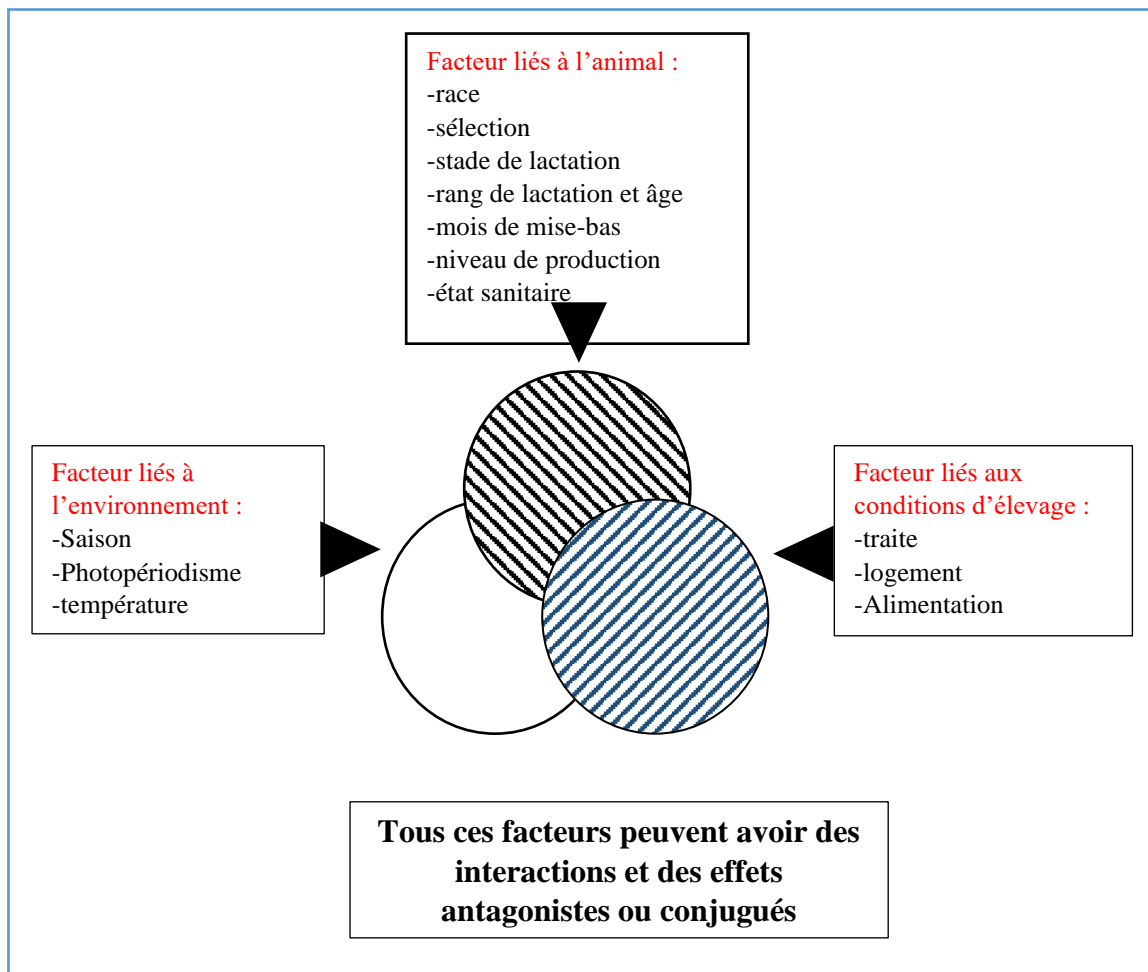 Facteur liés à l’animal :
-race
-sélection
-stade de lactation
-rang de lactation et âge
-mois de mise-bas
-niveau de production
-état sanitaire
Facteur liés à
l’environnement :
-Saison
-Photopériodisme
-température
Facteur liés aux
conditions d’élevage :
-traite
-logement
-Alimentation
Tous ces facteurs peuvent avoir des
interactions et des effets
antagonistes ou conjugués